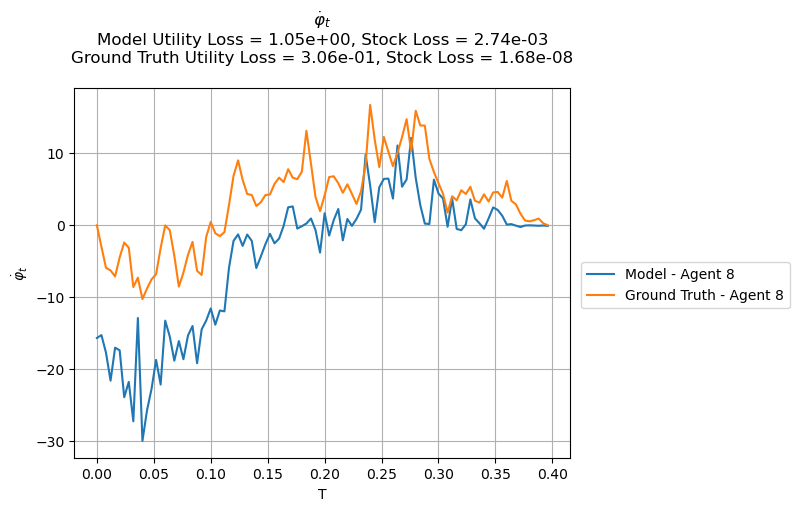 φ̇ₜ
Model Utility Loss = 1.05e+00, Stock Loss = 2.74e-03
Ground Truth Utility Loss = 3.06e-01, Stock Loss = 1.68e-08
10
0
−10
−20
−30
φ̇ₜ
0.00 0.05 0.10 0.15 0.20 0.25 0.30 0.35 0.40
T
Model - Agent 8
Ground Truth - Agent 8